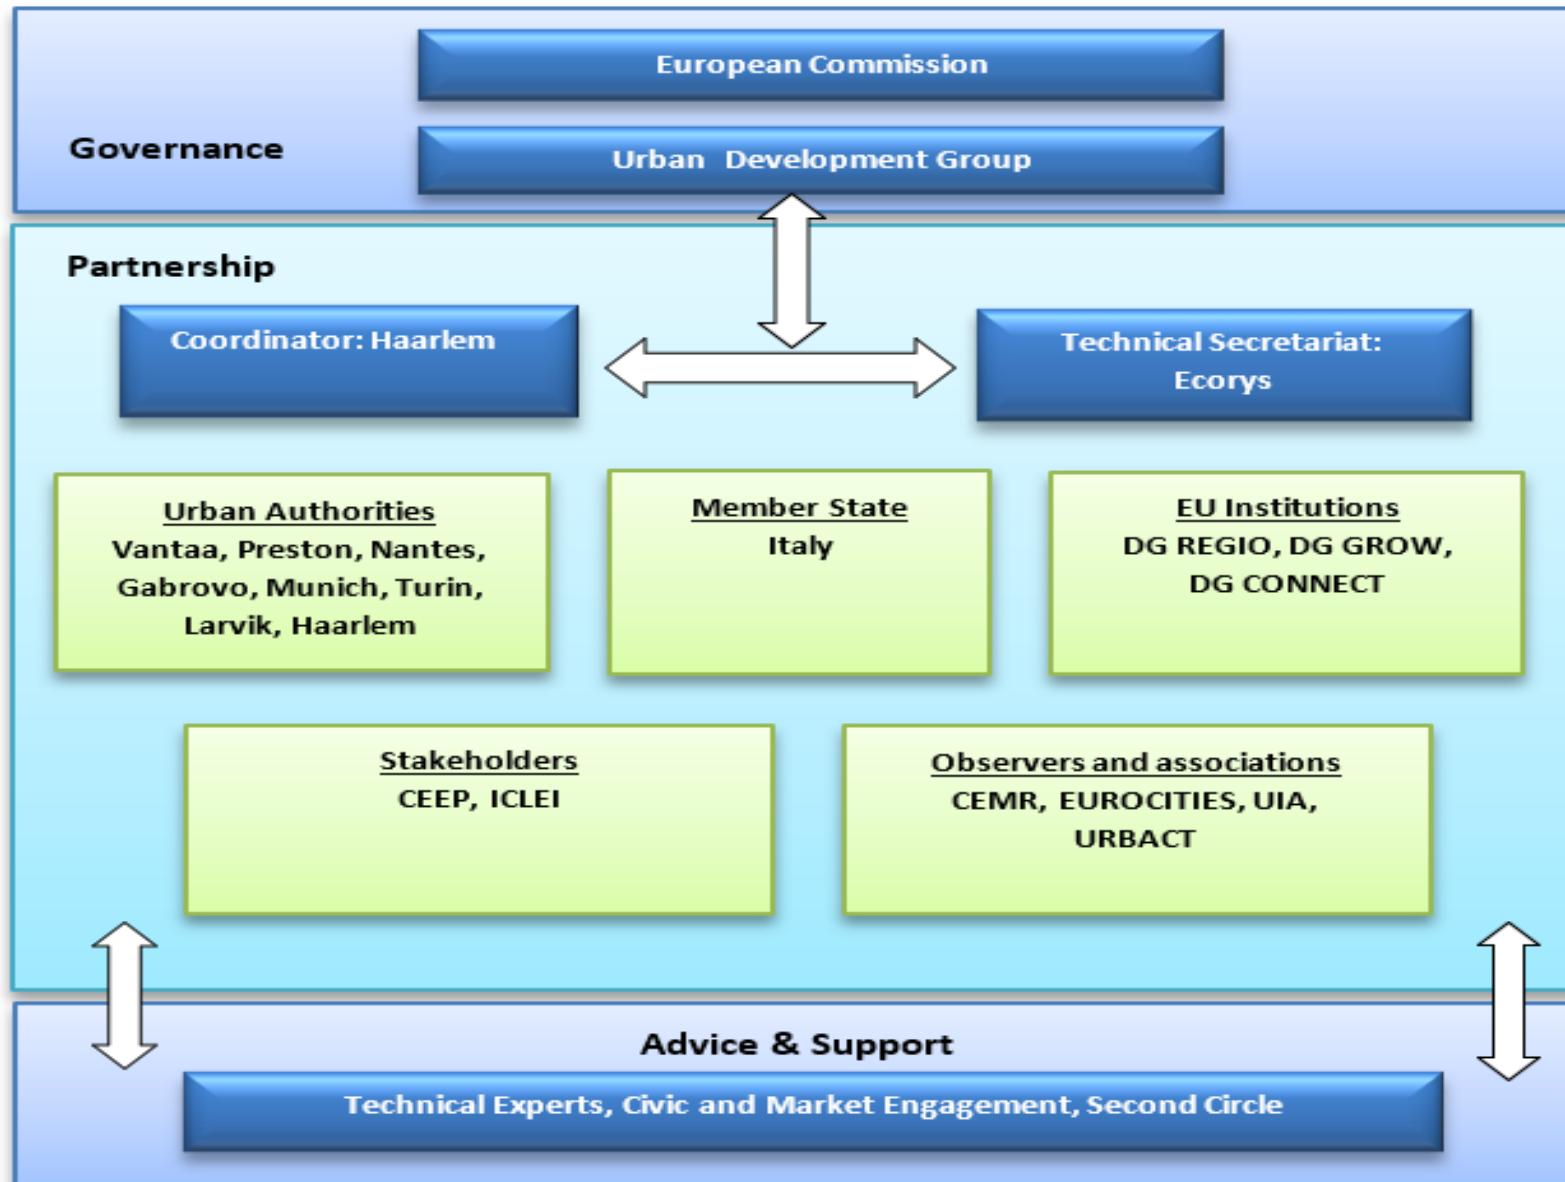 European Commission
Governance
Urban Development Group
Partnership
Coordinator: Haarlem
Technical Secretariat:
Ecorys
Urban Authorities
Vantaa, Preston, Nantes,
Gabrovo, Munich, Turin,
Larvik, Haarlem
Member State
Italy
EU Institutions
DG REGIO, DG GROW,
DG CONNECT
Stakeholders
CEEP, ICLEI
Observers and associations
CEMR, EUROCITIES, UIA,
URBACT
Advice & Support
Technical Experts, Civic and Market Engagement, Second Circle